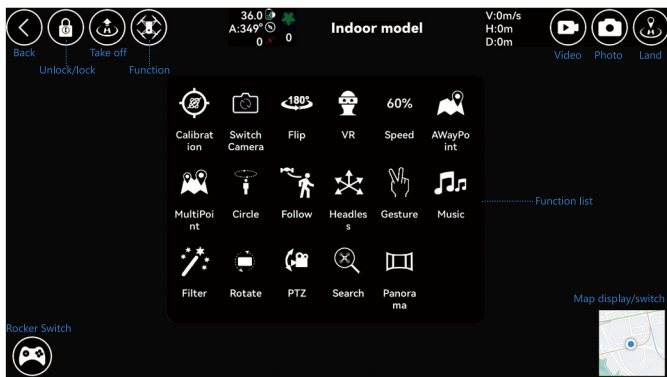 36.0
A:349°
0
0
Indoor model
V:0m/s
H:0m
D:0m
Back
Take off
Video
Photo
Land
Unlock/lock
Function
180°
60%
Calibrat
ion
Switch
Camera
Flip
VR
Speed
AWayPo
int
MultiPoi
nt
Circle
Follow
Headles
s
Gesture
Music
Function list
Filter
Rotate
PTZ
Search
Panora
ma
Map display/switch
Rocker Switch